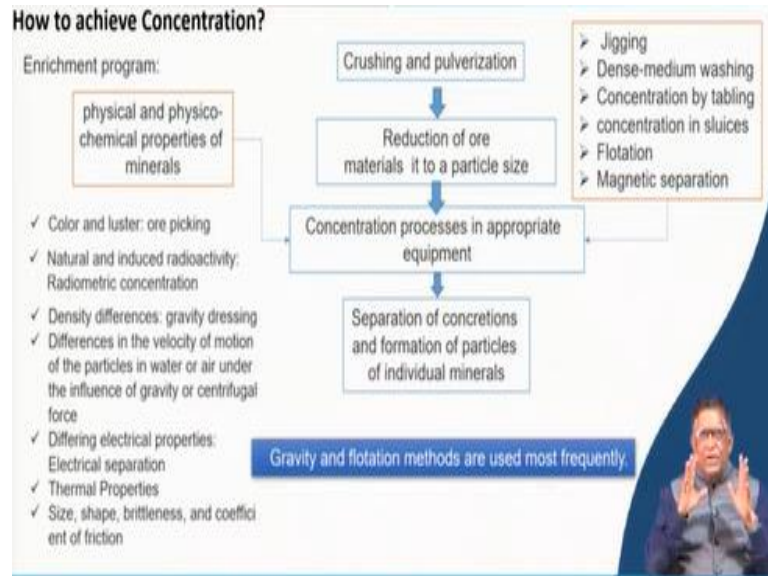 How to achieve Concentration?
Enrichment program:
physical and physico-
chemical properties of
minerals
✓ Color and luster: ore picking
✓ Natural and induced radioactivity:
Radiometric concentration
✓ Density differences: gravity dressing
✓ Differences in the velocity of motion
of the particles in water or air under
the influence of gravity or centrifugal
force
✓ Differing electrical properties:
Electrical separation
✓ Thermal Properties
✓ Size, shape, brittleness, and coeffici
ent of friction
Crushing and pulverization
Reduction of ore
materials it to a particle size
Concentration processes in appropriate
equipment
Separation of concretions
and formation of particles
of individual minerals
➢ Jigging
➢ Dense-medium washing
➢ Concentration by tabling
➢ concentration in sluices
➢ Flotation
➢ Magnetic separation
Gravity and flotation methods are used most frequently.